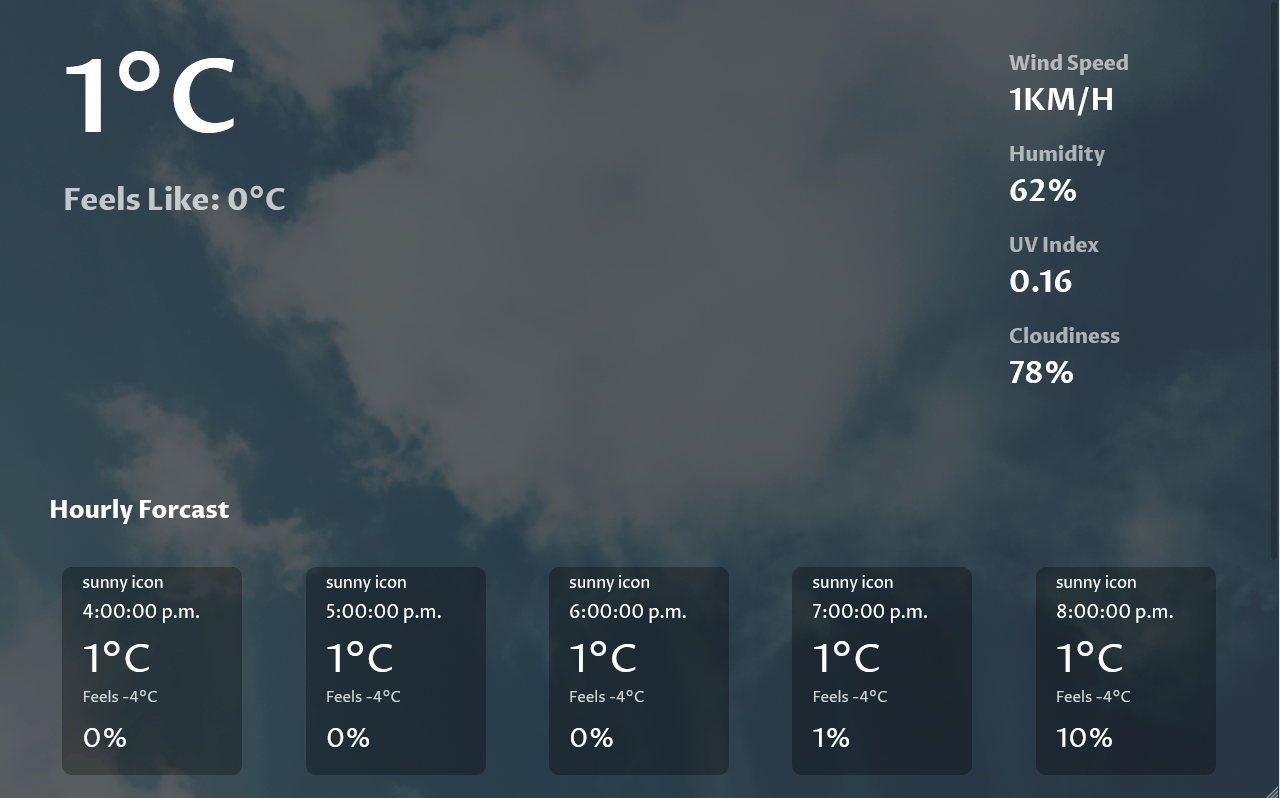 1°C
Feels Like: 0°C
Wind Speed
1KM/H
Humidity
62%
UV Index
0.16
Cloudiness
78%
Hourly Forcast
sunny icon
4:00:00 p.m.
1°C
Feels -4°C
0%
sunny icon
5:00:00 p.m.
1°C
Feels -4°C
0%
sunny icon
6:00:00 p.m.
1°C
Feels -4°C
0%
sunny icon
7:00:00 p.m.
1°C
Feels -4°C
1%
sunny icon
8:00:00 p.m.
1°C
Feels -4°C
10%